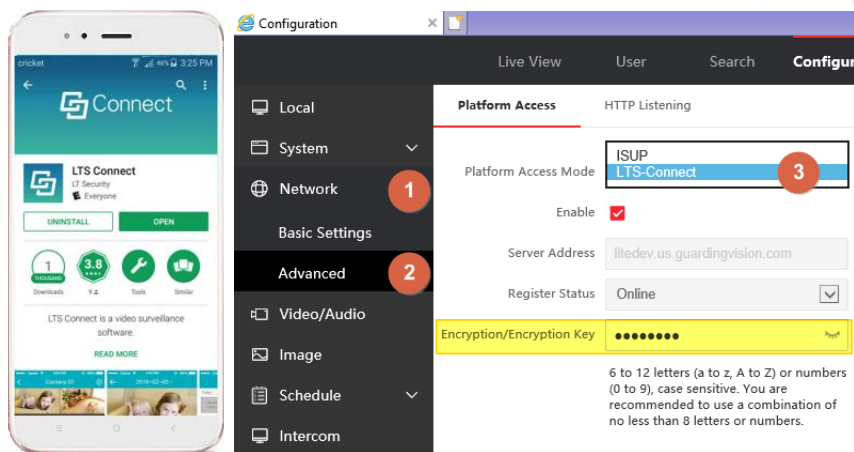 cricket 46% 3:25 PM
Connect
LTS Connect
LT Security
E Everyone
UNINSTALL
OPEN
1
THOUSAND
3.8
Downloads
Tools
Similar
LTS Connect is a video surveillance
software.
READ MORE
Camera 02
Configuration
Live View User Search Configur
Local
System
Network 1
Basic Settings
Advanced 2
Video/Audio
Image
Schedule
Intercom
Platform Access HTTP Listening
Platform Access Mode
ISUP
LTS-Connect 3
Enable
Server Address litedev.us.guardingvision.com
Register Status Online
Encryption/Encryption Key ●●●●●●●●
6 to 12 letters (a to z, A to Z) or numbers
(0 to 9), case sensitive. You are
recommended to use a combination of
no less than 8 letters or numbers.